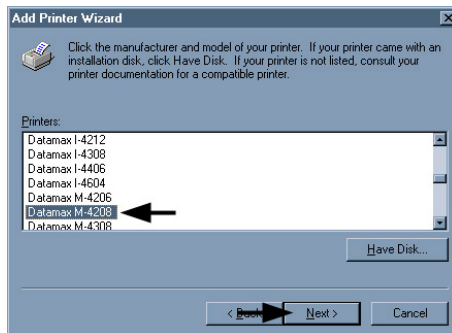 Add Printer Wizard
Click the manufacturer and model of your printer. If your printer came with an
installation disk, click Have Disk. If your printer is not listed, consult your
printer documentation for a compatible printer.
Printers:
Datamax I-4212
Datamax I-4308
Datamax I-4406
Datamax I-4604
Datamax M-4206
Datamax M-4208
Datamax M-4308
Have Disk...
< Back Next > Cancel